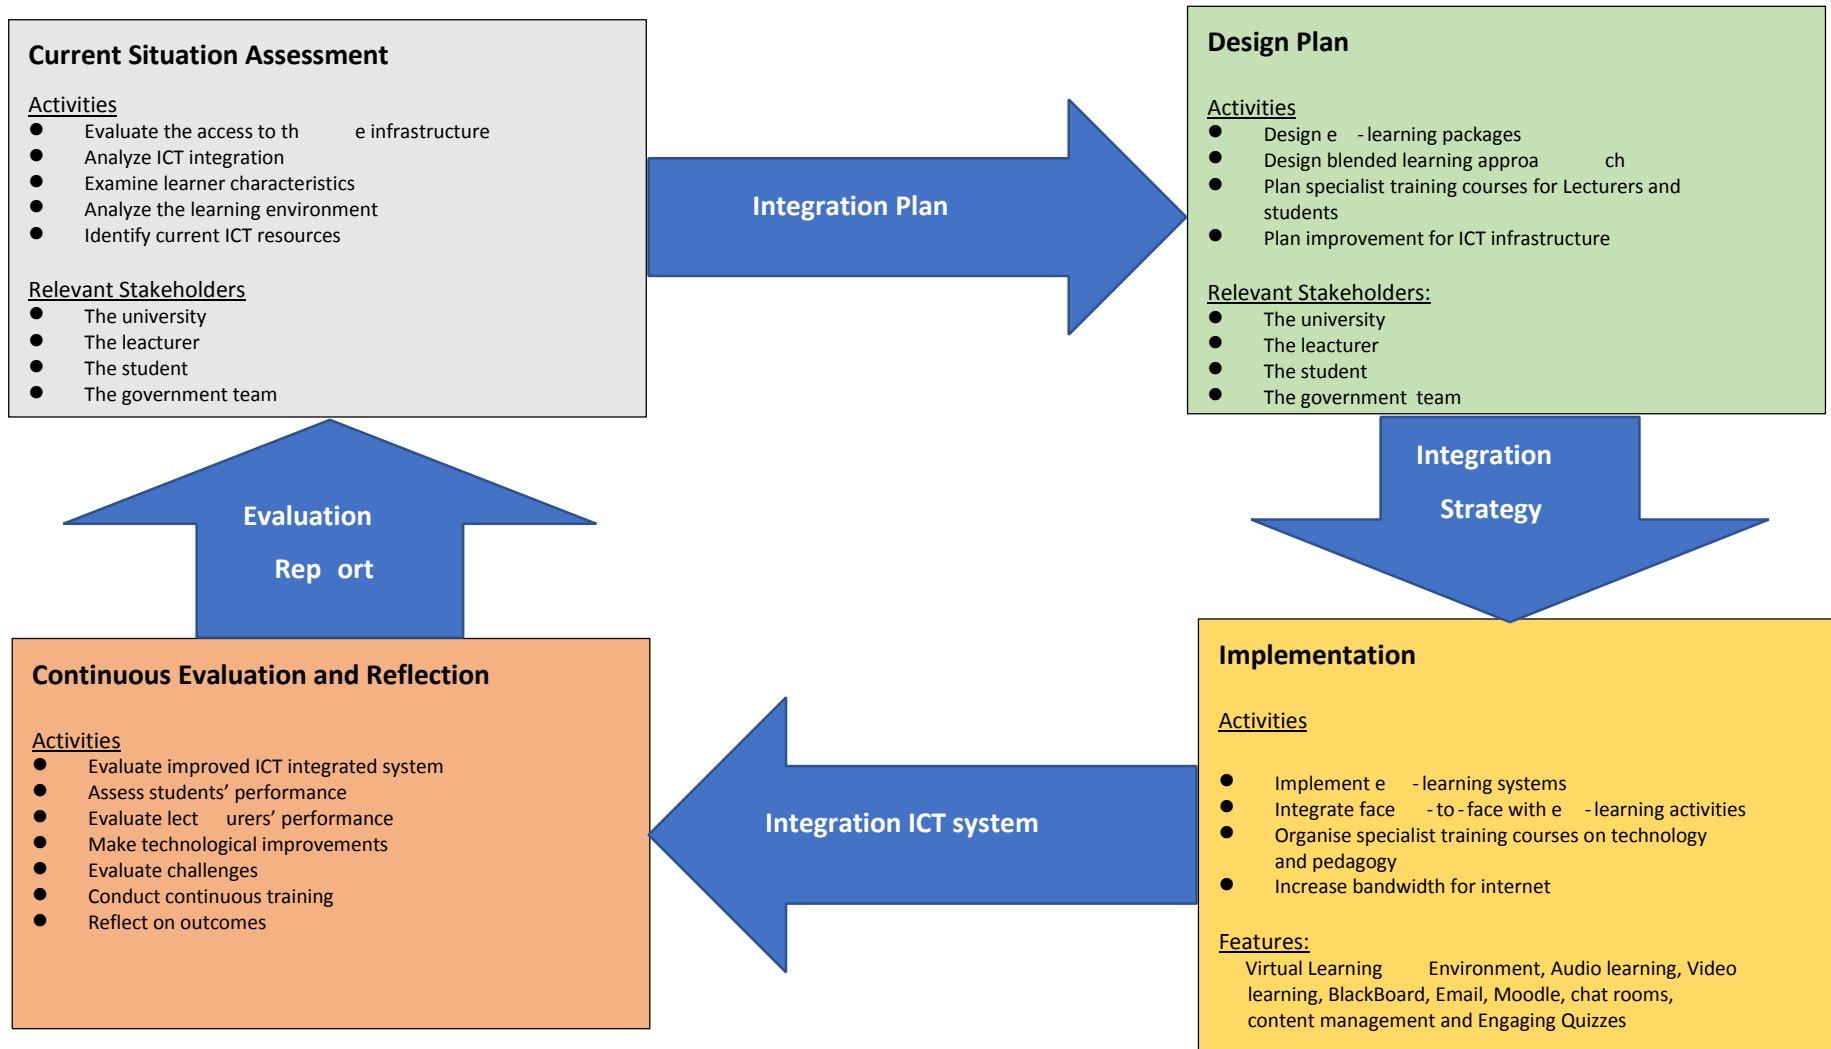 Current Situation Assessment
Activities
● Evaluate the access to th e infrastructure
● Analyze ICT integration
● Examine learner characteristics
● Analyze the learning environment
● Identify current ICT resources
Relevant Stakeholders
● The university
● The leacturer
● The student
● The government team
Integration Plan
Design Plan
Activities
● Design e -learning packages
● Design blended learning approa ch
● Plan specialist training courses for Lecturers and
students
● Plan improvement for ICT infrastructure
Relevant Stakeholders:
● The university
● The leacturer
● The student
● The government team
Integration
Strategy
Implementation
Activities
● Implement e -learning systems
● Integrate face -to-face with e -learning activities
● Organise specialist training courses on technology
and pedagogy
● Increase bandwidth for internet
Features:
Virtual Learning Environment, Audio learning, Video
learning, BlackBoard, Email, Moodle, chat rooms,
content management and Engaging Quizzes
Integration ICT system
Continuous Evaluation and Reflection
Activities
● Evaluate improved ICT integrated system
● Assess students’ performance
● Evaluate lect urers’ performance
● Make technological improvements
● Evaluate challenges
● Conduct continuous training
● Reflect on outcomes
Evaluation
Rep ort